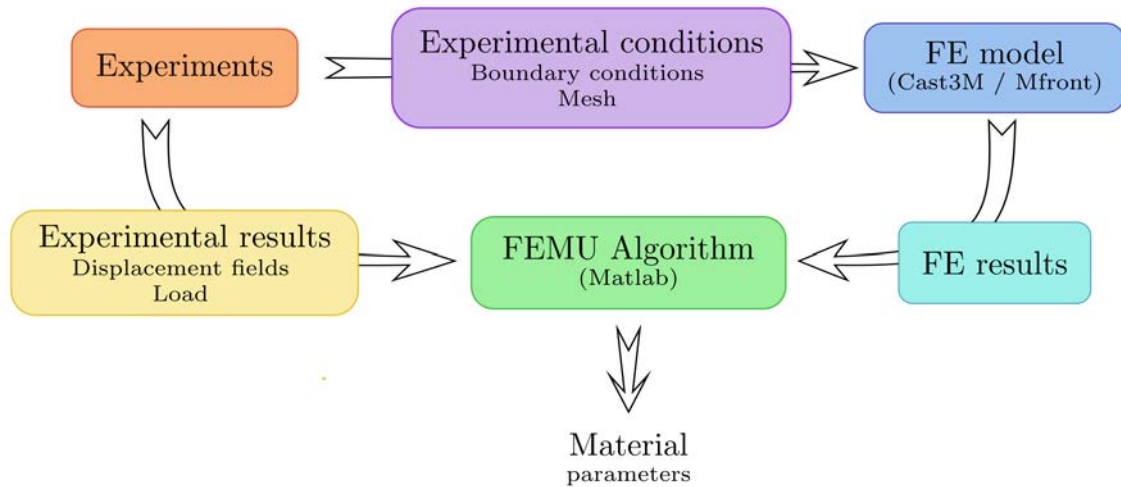 Experiments
Experimental conditions
Boundary conditions
Mesh
FE model
(Cast3M / Mfront)
Experimental results
Displacement fields
Load
FEMU Algorithm
(Matlab)
FE results
Material
parameters